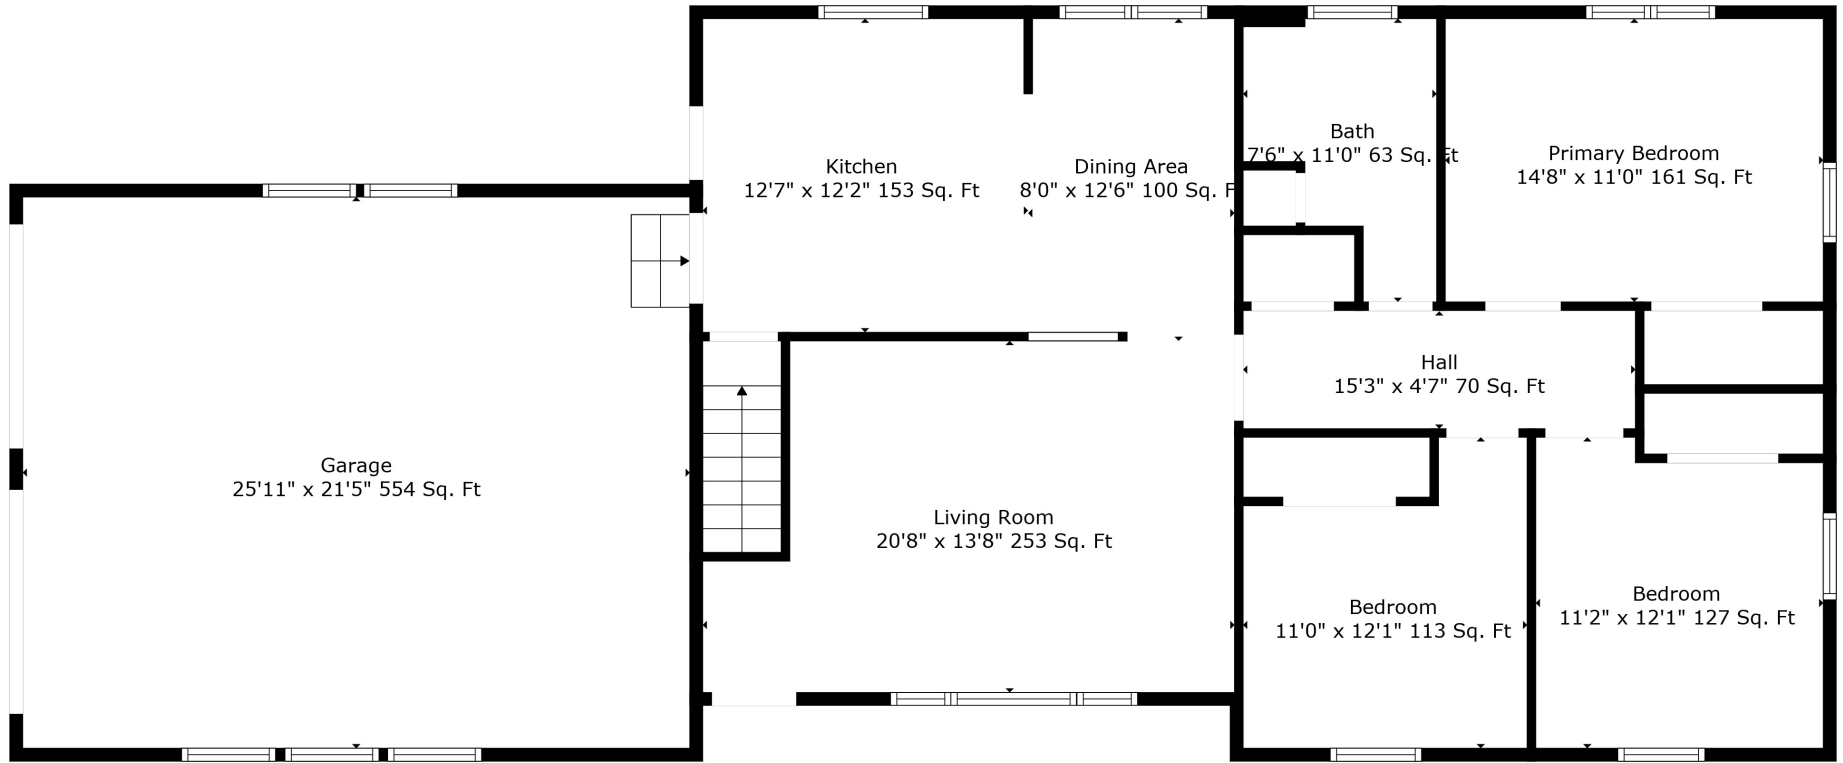 Kitchen
12'7" x 12'2" 153 Sq. Ft
Dining Area
8'0" x 12'6" 100 Sq. F
Bath
7'6" x 11'0" 63 Sq. Ft
Primary Bedroom
14'8" x 11'0" 161 Sq. Ft
Hall
15'3" x 4'7" 70 Sq. Ft
Garage
25'11" x 21'5" 554 Sq. Ft
Living Room
20'8" x 13'8" 253 Sq. Ft
Bedroom
11'0" x 12'1" 113 Sq. Ft
Bedroom
11'2" x 12'1" 127 Sq. Ft